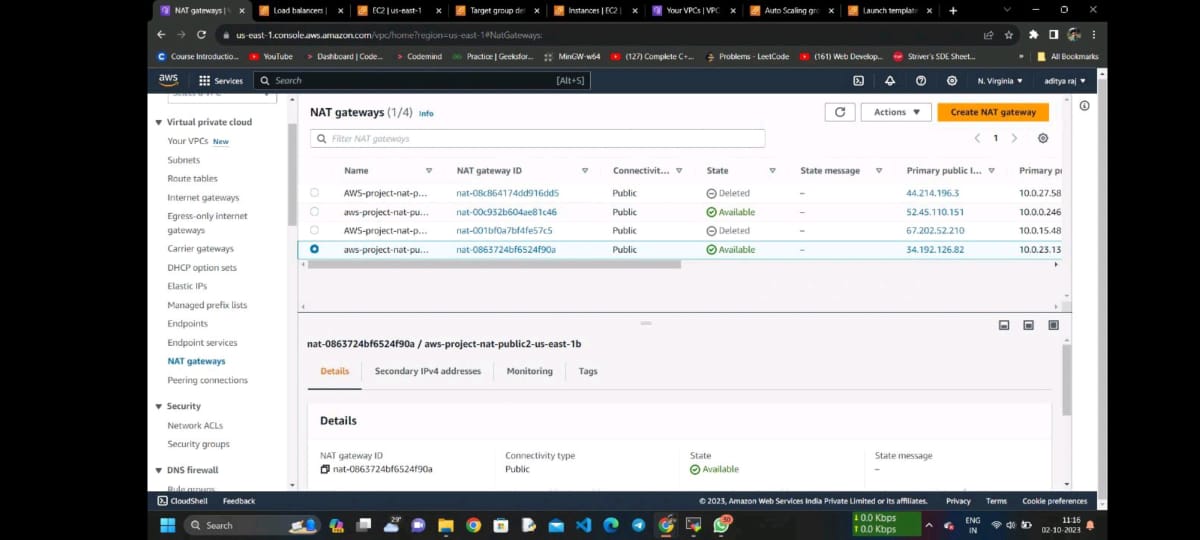 NAT gateways | Load balancers | EC2 | us-east-1 Target group de Instances | EC2 | Your VPCs | VPC Auto Scaling gro Launch template
us-east-1.console.aws.amazon.com/vpc/home?region=us-east-1#NatGateways:
Course Introductio... YouTube Dashboard | Code... Codemind Practice | Geeksfor... MinGW-w64 (127) Complete C+... Problems - LeetCode (161) Web Develop... Striver's SDE Sheet... » All Bookmarks
aws Services Search [Alt+S] N. Virginia aditya raj
NAT gateways (1/4) Info Actions Create NAT gateway
Filter NAT gateways 1
Name NAT gateway ID Connectivit... State State message Primary public I... Primary p
AWS-project-nat-p... nat-08c864174dd916dd5 Public Deleted – 44.214.196.3 10.0.27.58
aws-project-nat-pu... nat-00c932b604ae81c46 Public Available – 52.45.110.151 10.0.0.246
AWS-project-nat-p... nat-001bf0a7bf4fe57c5 Public Deleted – 67.202.52.210 10.0.15.48
aws-project-nat-pu... nat-0863724bf6524f90a Public Available – 34.192.126.82 10.0.23.13
Virtual private cloud
Your VPCs New
Subnets
Route tables
Internet gateways
Egress-only internet
gateways
Carrier gateways
DHCP option sets
Elastic IPs
Managed prefix lists
Endpoints
Endpoint services
NAT gateways
Peering connections
Security
Network ACLs
Security groups
DNS firewall
Rule groups
nat-0863724bf6524f90a / aws-project-nat-public2-us-east-1b
Details Secondary IPv4 addresses Monitoring Tags
Details
NAT gateway ID Connectivity type State State message
nat-0863724bf6524f90a Public Available –
CloudShell Feedback © 2023, Amazon Web Services India Private Limited or its affiliates. Privacy Terms Cookie preferences
Search 29° 0.0 Kbps ENG 11:16
0.0 Kbps IN 02-10-2023